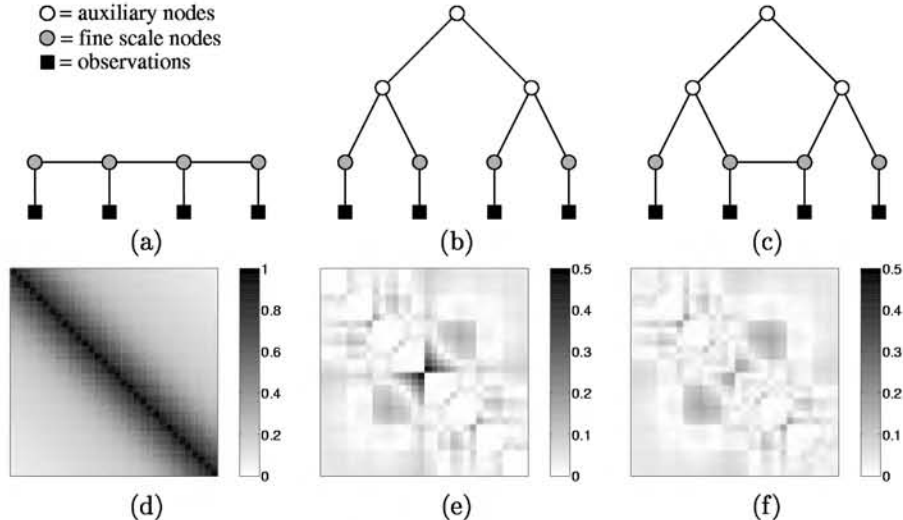 = auxiliary nodes
= fine scale nodes
= observations
(a)
(b)
(c)
1
0.8
0.6
0.4
0.2
0
0.5
0.4
0.3
0.2
0.1
0
0.5
0.4
0.3
0.2
0.1
0
(d)
(e)
(f)